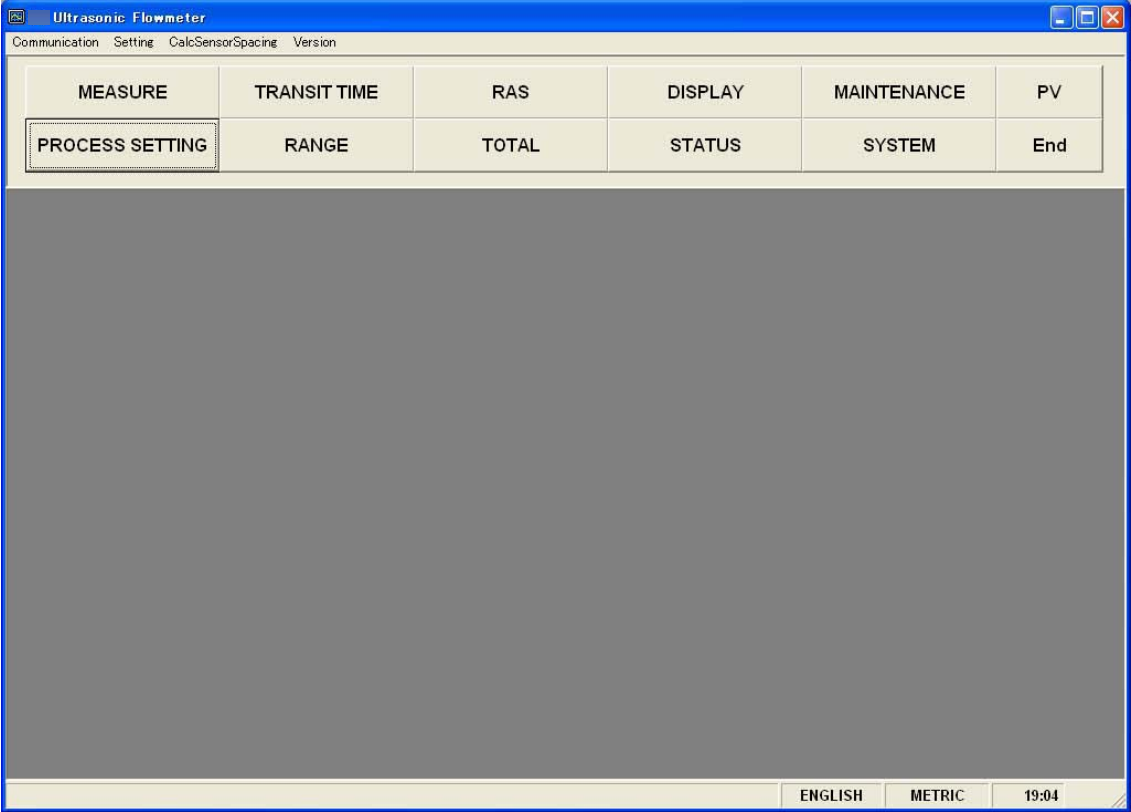 Ultrasonic Flowmeter
Communication Setting CalcSensorSpacing Version
MEASURE TRANSIT TIME RAS DISPLAY MAINTENANCE PV
PROCESS SETTING RANGE TOTAL STATUS SYSTEM End
ENGLISH METRIC 19:04